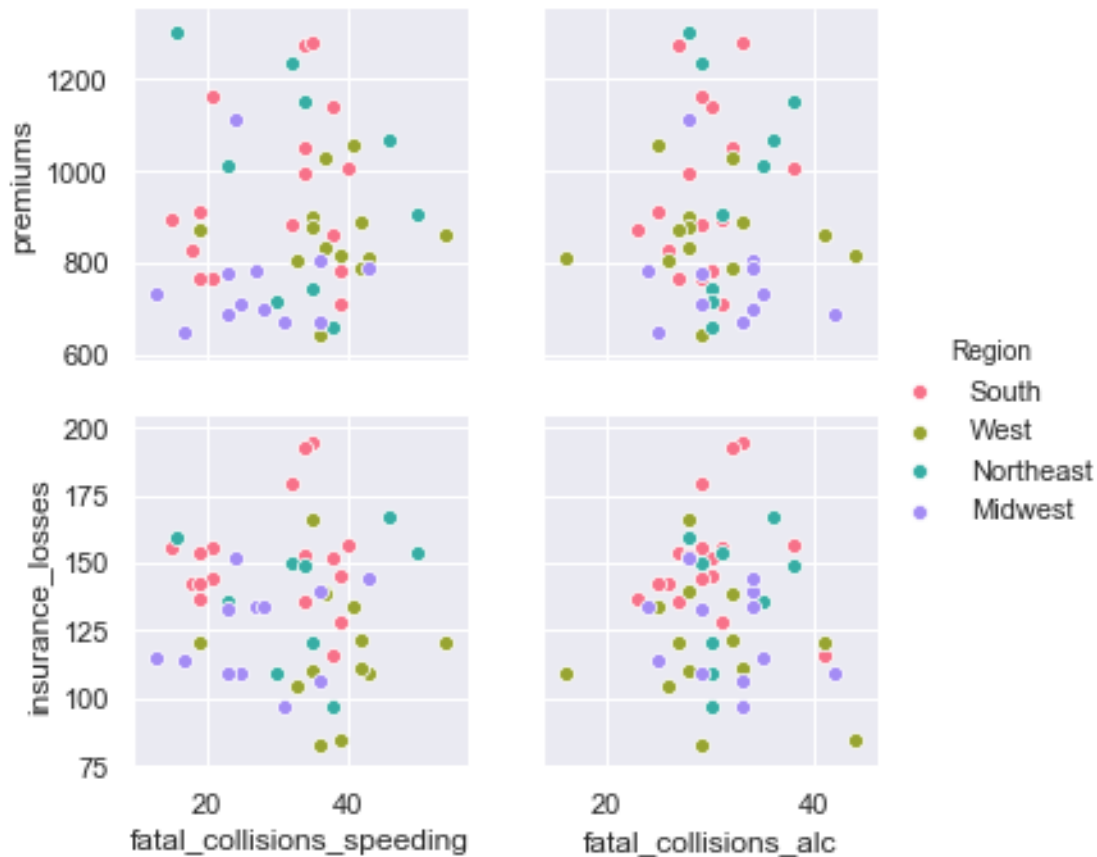 premiums
1200
1000
800
600
insurance_losses
200
175
150
125
100
75
20
40
fatal_collisions_speeding
20
40
fatal_collisions_alc
Region
South
West
Northeast
Midwest